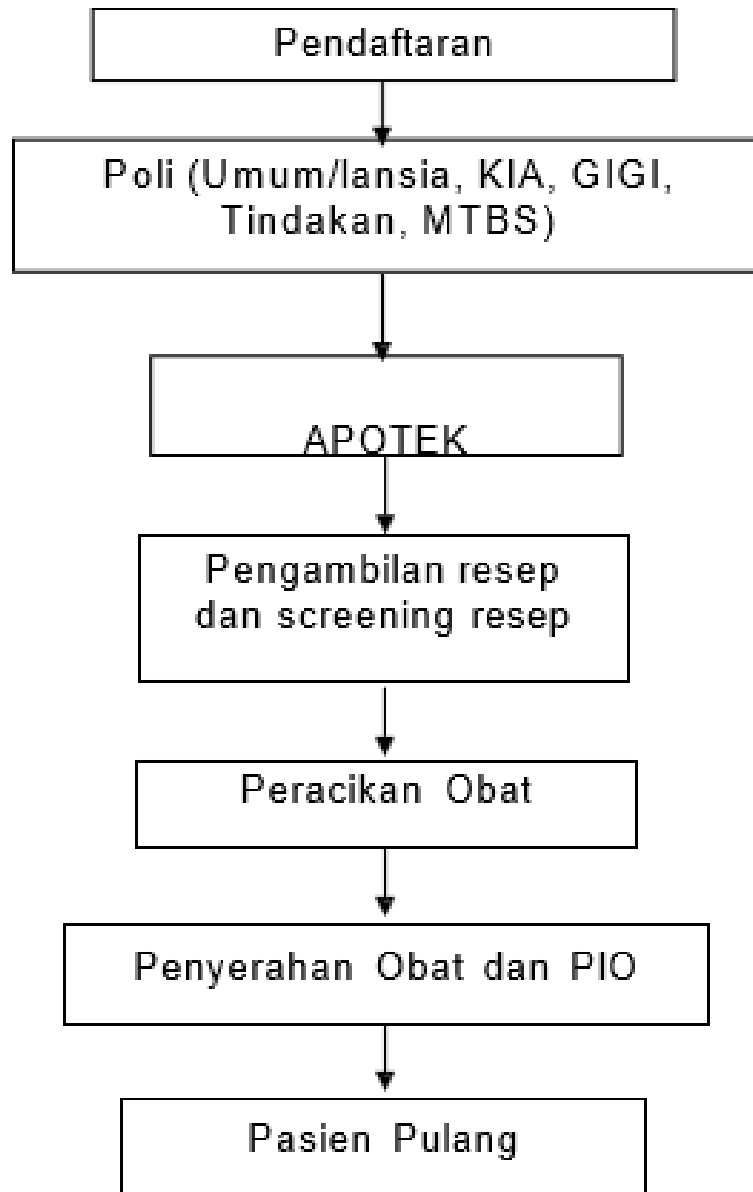 Pendaftaran
Poli (Umum/lansia, KIA, GIGI,
Tindakan, MTBS)
APOTEK
Pengambilan resep
dan screening resep
Peracikan Obat
Penyerahan Obat dan PIO
Pasien Pulang